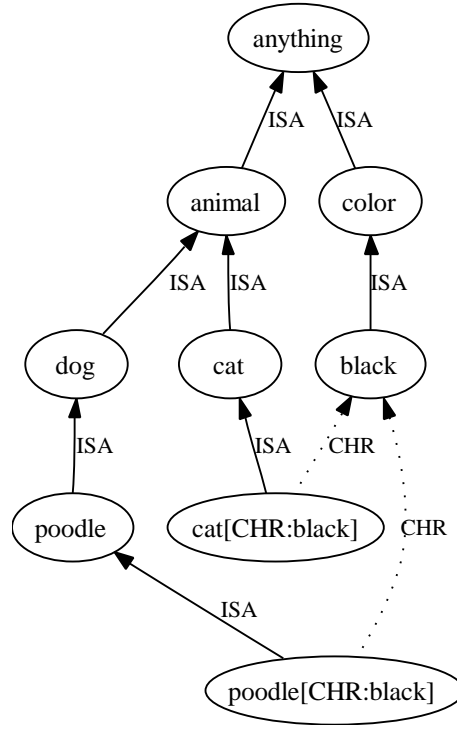 anything
ISA ISA
animal color
ISA ISA ISA
dog cat black
ISA ISA CHR
poodle cat[CHR:black] CHR
ISA
poodle[CHR:black]